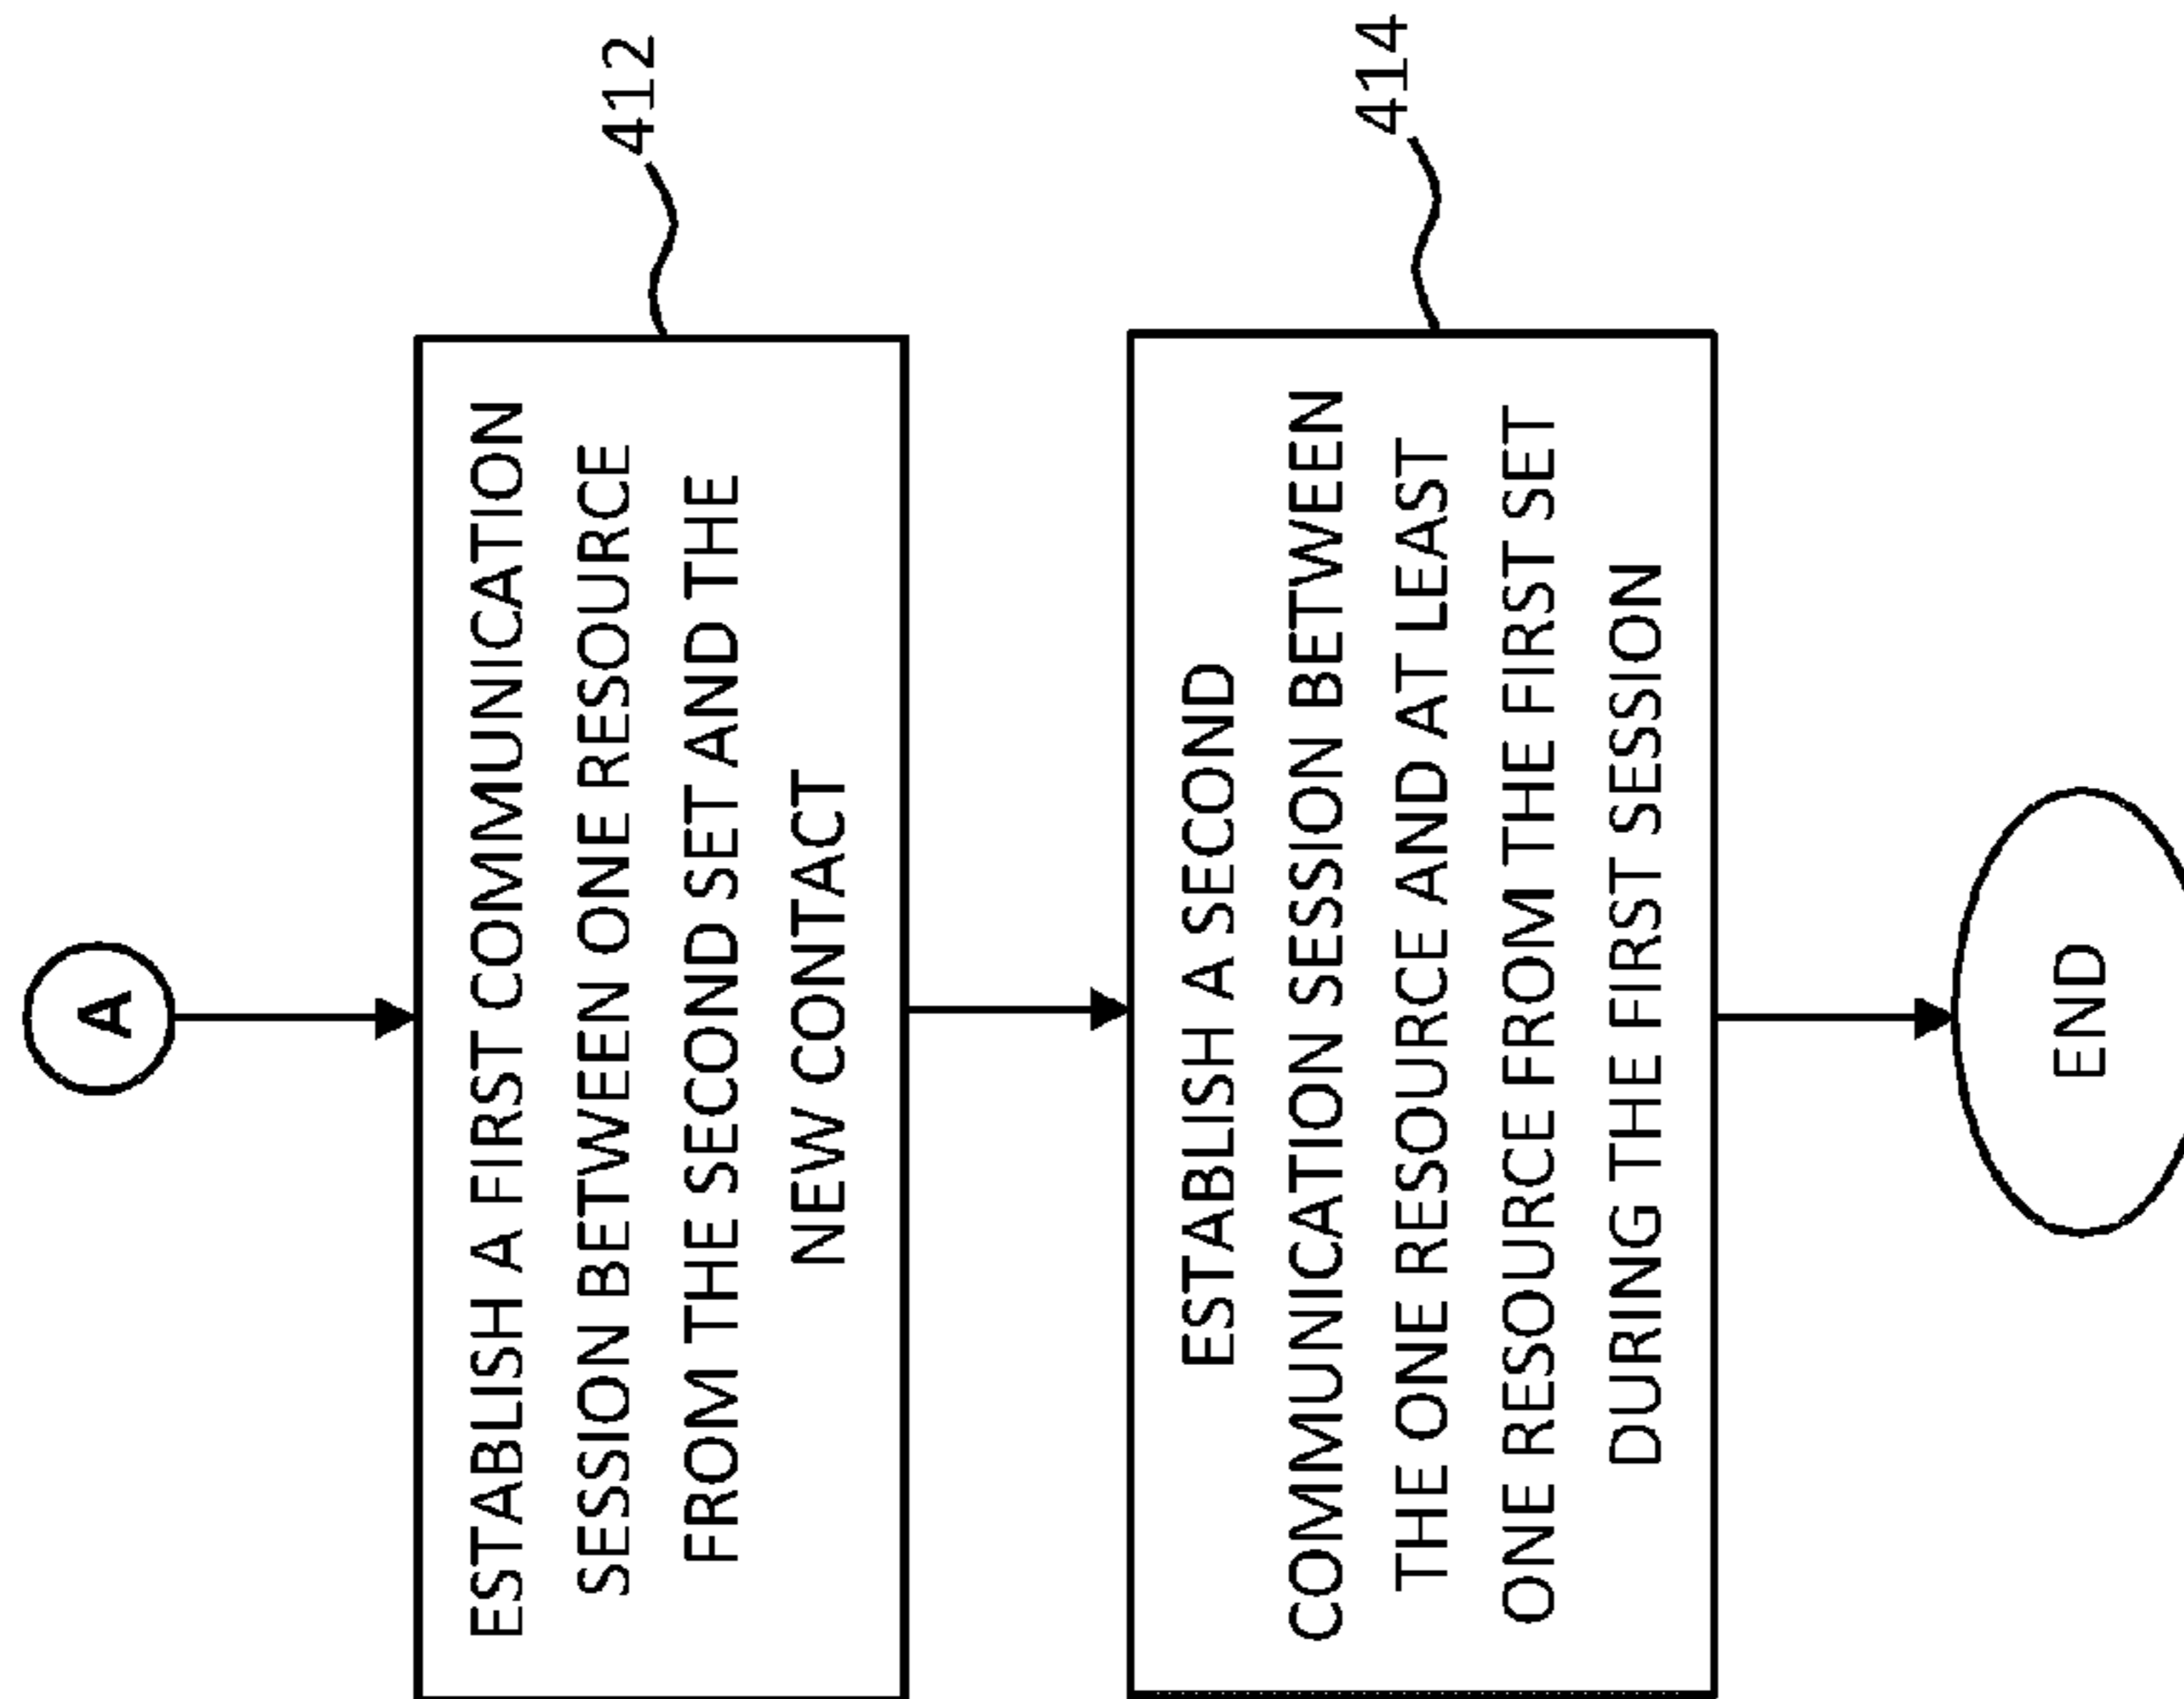 A
ESTABLISH A FIRST COMMUNICATION
SESSION BETWEEN ONE RESOURCE
FROM THE SECOND SET AND THE
NEW CONTACT
412
ESTABLISH A SECOND
COMMUNICATION SESSION BETWEEN
THE ONE RESOURCE AND AT LEAST
ONE RESOURCE FROM THE FIRST SET
DURING THE FIRST SESSION
414
END